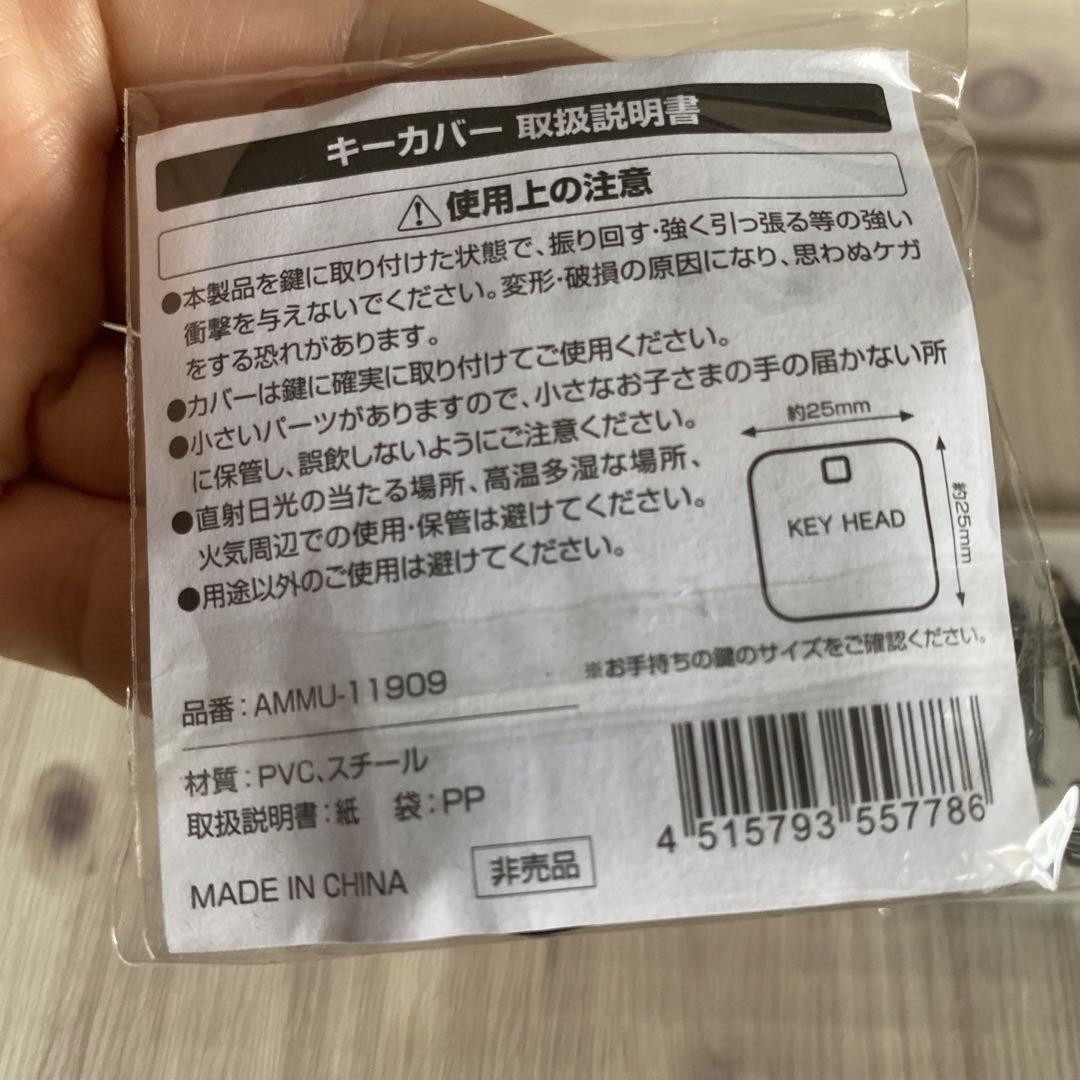 キーカバー 取扱説明書
使用上の注意
●本製品を鍵に取り付けた状態で、振り回す・強く引っ張る等の強い
衝撃を与えないでください。変形・破損の原因になり、思わぬケガ
をする恐れがあります。
●カバーは鍵に確実に取り付けてご使用ください。
●小さいパーツがありますので、小さなお子さまの手の届かない所
に保管し、誤飲しないようにご注意ください。
●直射日光の当たる場所、高温多湿な場所、
火気周辺での使用・保管は避けてください。
●用途以外のご使用は避けてください。
約25mm
KEY HEAD
約25mm
※お手持ちの鍵のサイズをご確認ください。
品番：AMMU-11909
材質：PVC、スチール
取扱説明書：紙 袋：PP
MADE IN CHINA
非売品
4 515793 557786